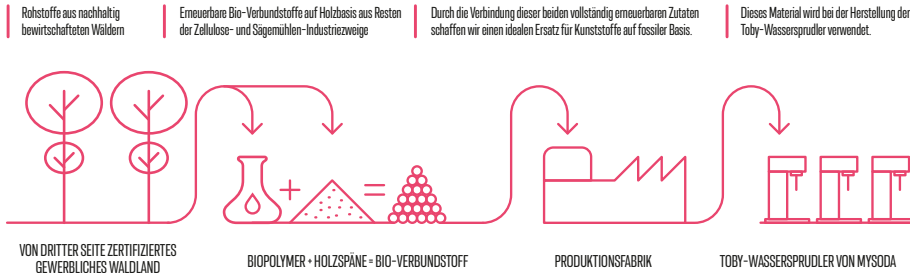 Rohstoffe aus nachhaltig
bewirtschafteten Wäldern
Erneuerbare Bio-Verbundstoffe auf Holzbasis aus Resten
der Zellulose- und Sägemühlen-Industriezweige
Durch die Verbindung dieser beiden vollständig erneuerbaren Zutaten
schaffen wir einen idealen Ersatz für Kunststoffe auf fossiler Basis.
Dieses Material wird bei der Herstellung der
Toby-Wassersprudler verwendet.
+
=
VON DRITTER SEITE ZERTIFIZIERTES
GEWERBLICHES WALDLAND
BIOPOLYMER + HOLZSPÄNE = BIO-VERBUNDSTOFF
PRODUKTIONSFABRIK
TOBY-WASSERSPRUDLER VON MYSODA